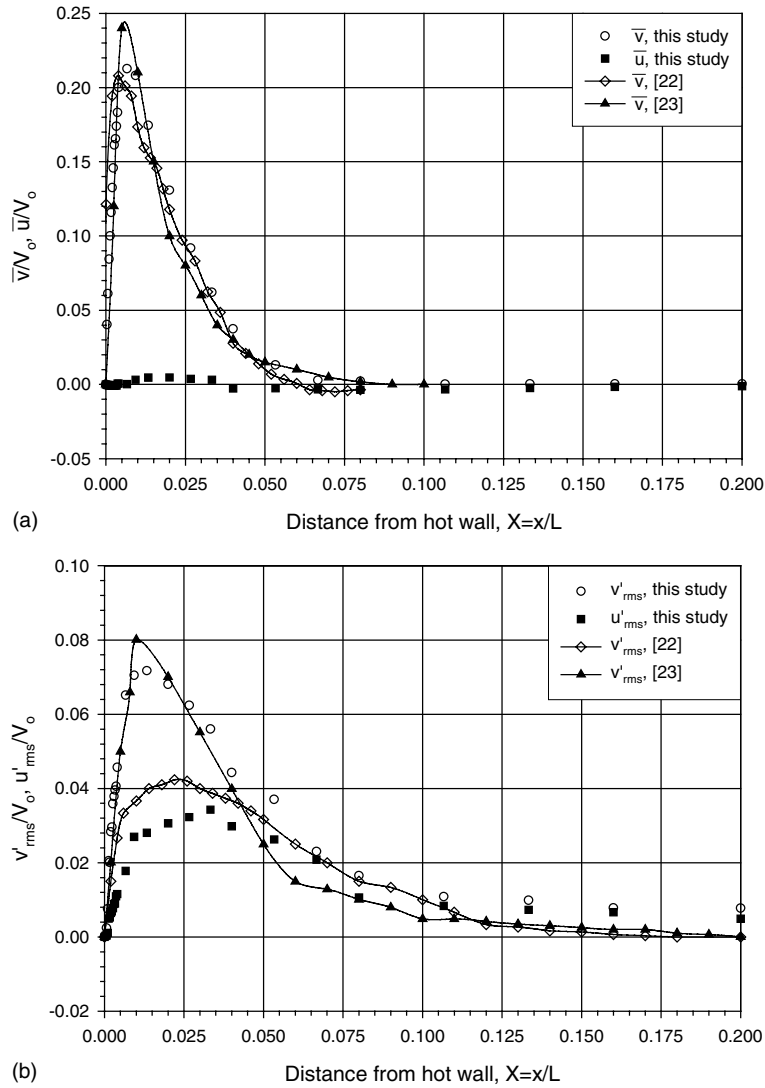 0.25
0.20
0.15
0.10
0.05
0.00
-0.05
v̅/Vₒ, u̅/Vₒ
v̅, this study
u̅, this study
v̅, [22]
v̅, [23]
0.000 0.025 0.050 0.075 0.100 0.125 0.150 0.175 0.200
(a)
Distance from hot wall, X=x/L
0.10
0.08
0.06
0.04
0.02
0.00
-0.02
v'rms/Vₒ, u'rms/Vₒ
v'rms, this study
u'rms, this study
v'rms, [22]
v'rms, [23]
0.000 0.025 0.050 0.075 0.100 0.125 0.150 0.175 0.200
(b)
Distance from hot wall, X=x/L